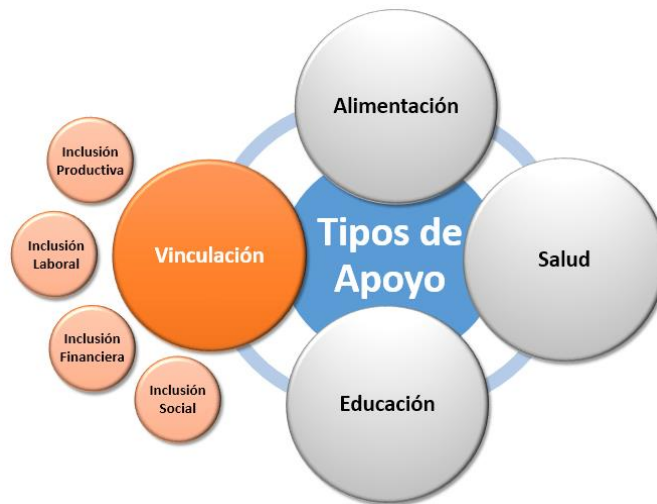 Alimentación
Inclusión
Productiva
Inclusión
Laboral
Vinculación
Tipos de
Apoyo
Salud
Inclusión
Financiera
Inclusión
Social
Educación